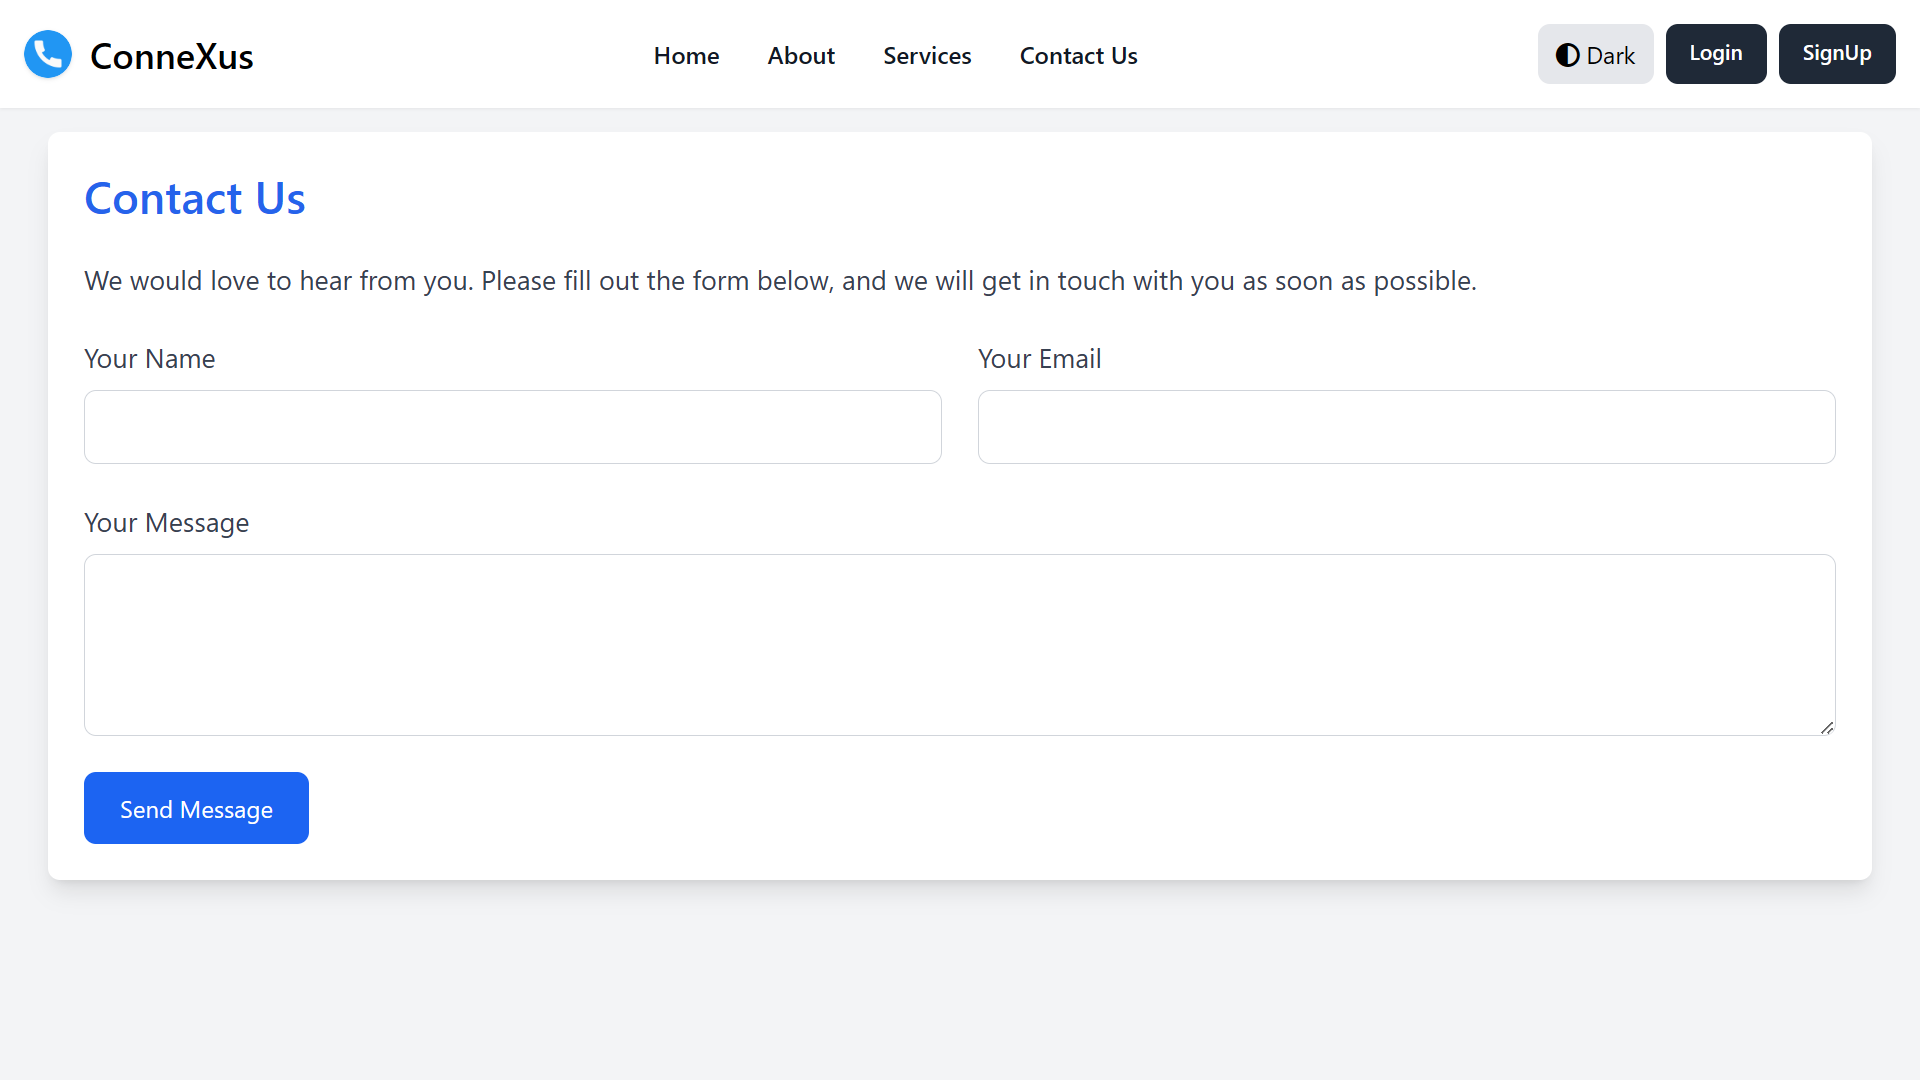 ConneXus
Home About Services Contact Us
Dark Login SignUp
Contact Us
We would love to hear from you. Please fill out the form below, and we will get in touch with you as soon as possible.
Your Name
Your Email
Your Message
Send Message